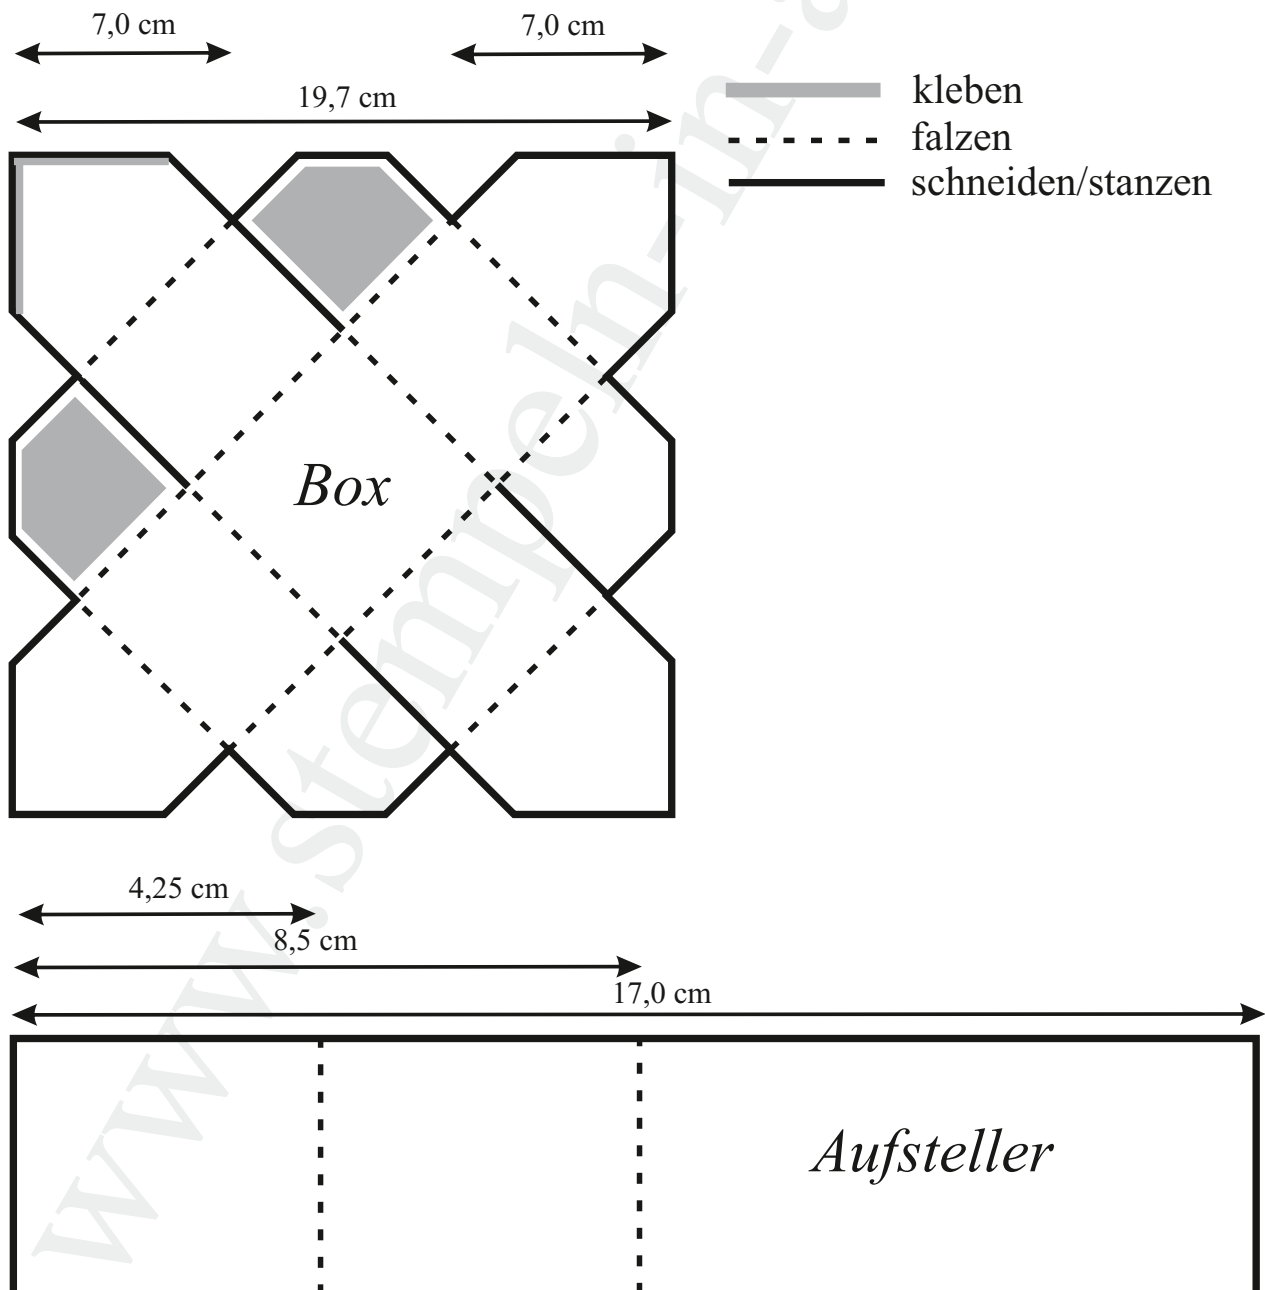 7,0 cm
7,0 cm
19,7 cm
kleben
falzen
schneiden/stanzen
Box
4,25 cm
8,5 cm
17,0 cm
Aufsteller
www.stempeln-in-